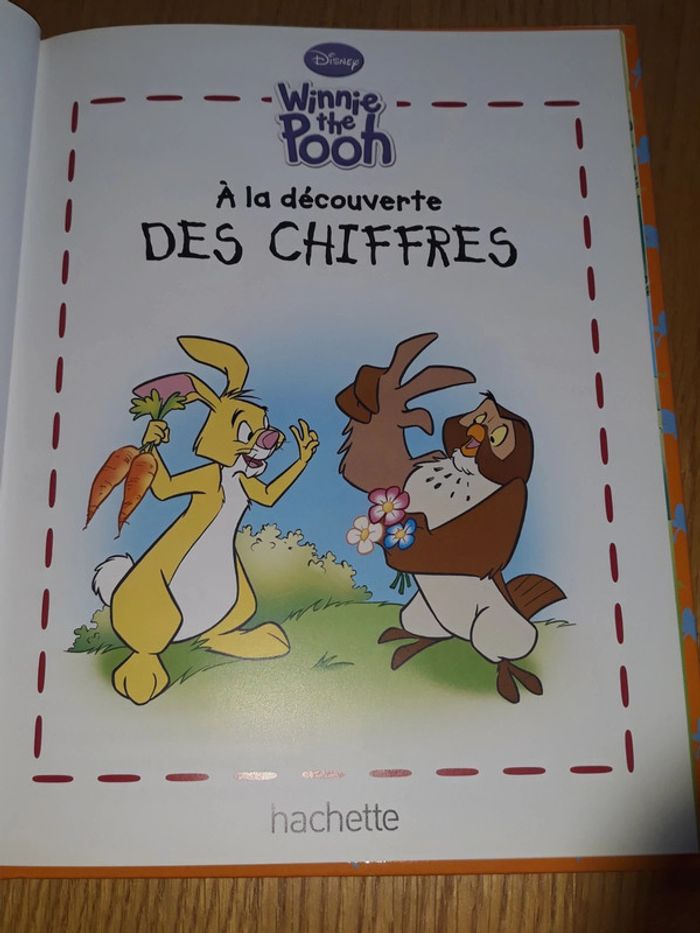 Disney
Winnie
the
Pooh
À la découverte
DES CHIFFRES
hachette